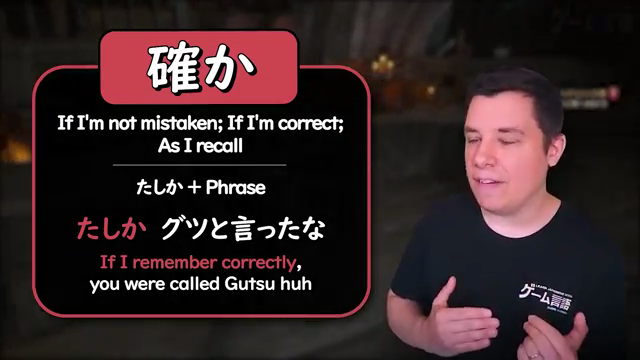 確か
If I'm not mistaken; If I'm correct;
As I recall
たしか + Phrase
たしか グツと言ったな
If I remember correctly,
you were called Gutsu huh
ゲーム言語